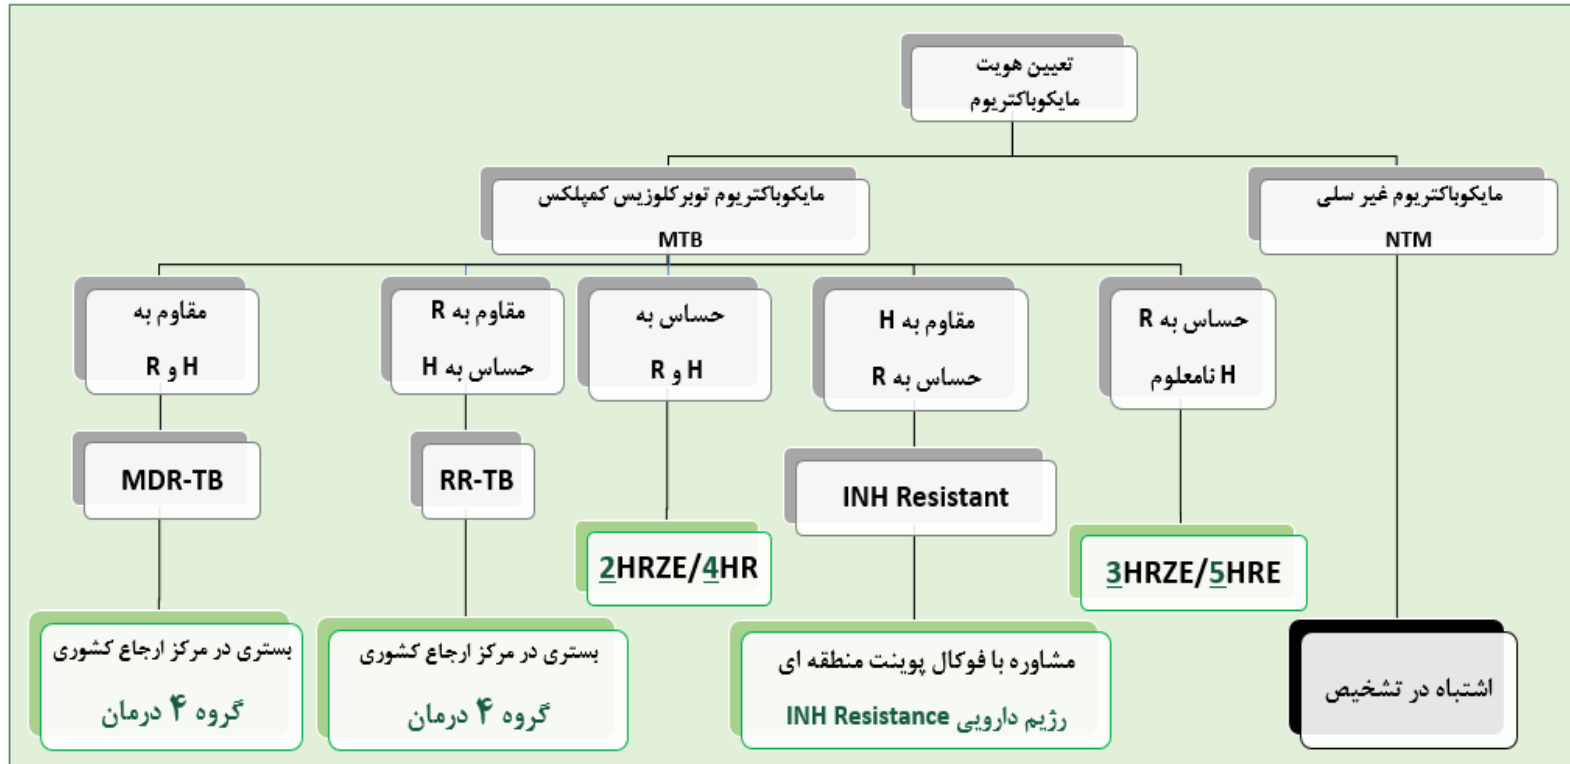 تعیین هویت
مایکوباکتریوم
مایکوباکتریوم غیر سلی
NTM
مایکوباکتریوم توبرکلوزیس کمپلکس
MTB
حساس به R
H نامعلوم
مقاوم به H
حساس به R
حساس به
H و R
مقاوم به R
حساس به H
مقاوم به
H و R
INH Resistant
RR-TB
MDR-TB
3HRZE/5HRE
2HRZE/4HR
اشتباه در تشخیص
مشاوره با فوکال پوینت منطقه ای
رژیم دارویی INH Resistance
بستری در مرکز ارجاع کشوری
گروه ۴ درمان
بستری در مرکز ارجاع کشوری
گروه ۴ درمان